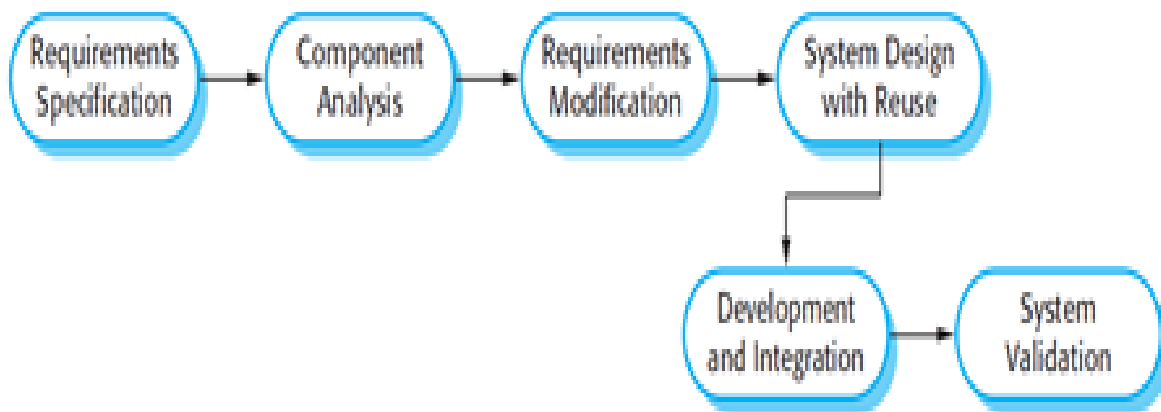 Requirements
Specification
Component
Analysis
Requirements
Modification
System Design
with Reuse
Development
and Integration
System
Validation